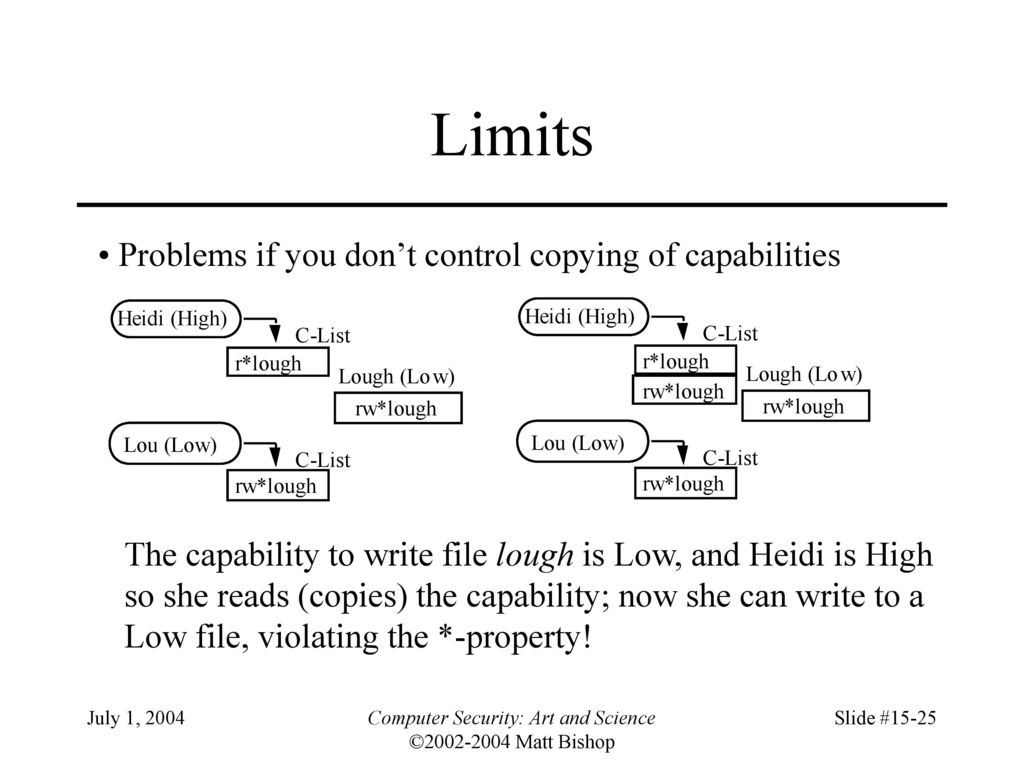 Limits
• Problems if you don’t control copying of capabilities
Heidi (High)
C-List
r*lough
Lough (Low)
rw*lough
Lou (Low)
C-List
rw*lough
Heidi (High)
C-List
r*lough
rw*lough
Lough (Low)
rw*lough
Lou (Low)
C-List
rw*lough
The capability to write file lough is Low, and Heidi is High
so she reads (copies) the capability; now she can write to a
Low file, violating the *-property!
July 1, 2004
Computer Security: Art and Science
©2002-2004 Matt Bishop
Slide #15-25